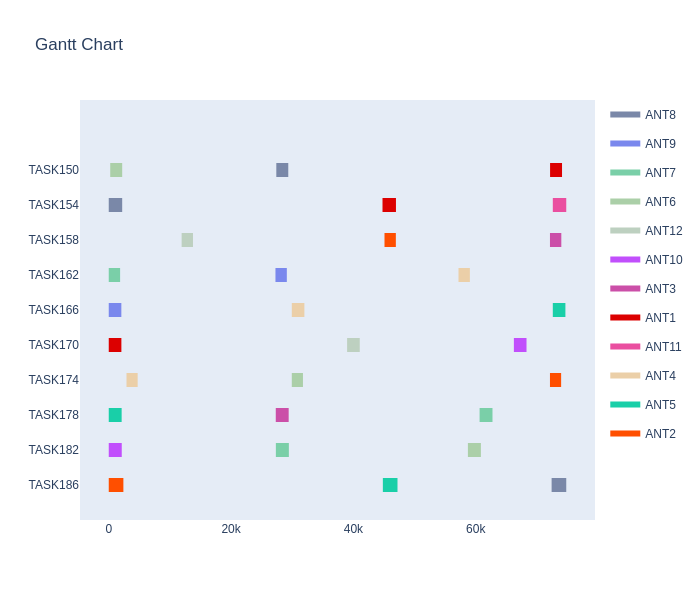 Gantt Chart
TASK150
TASK154
TASK158
TASK162
TASK166
TASK170
TASK174
TASK178
TASK182
TASK186
0
20k
40k
60k
ANT8
ANT9
ANT7
ANT6
ANT12
ANT10
ANT3
ANT1
ANT11
ANT4
ANT5
ANT2